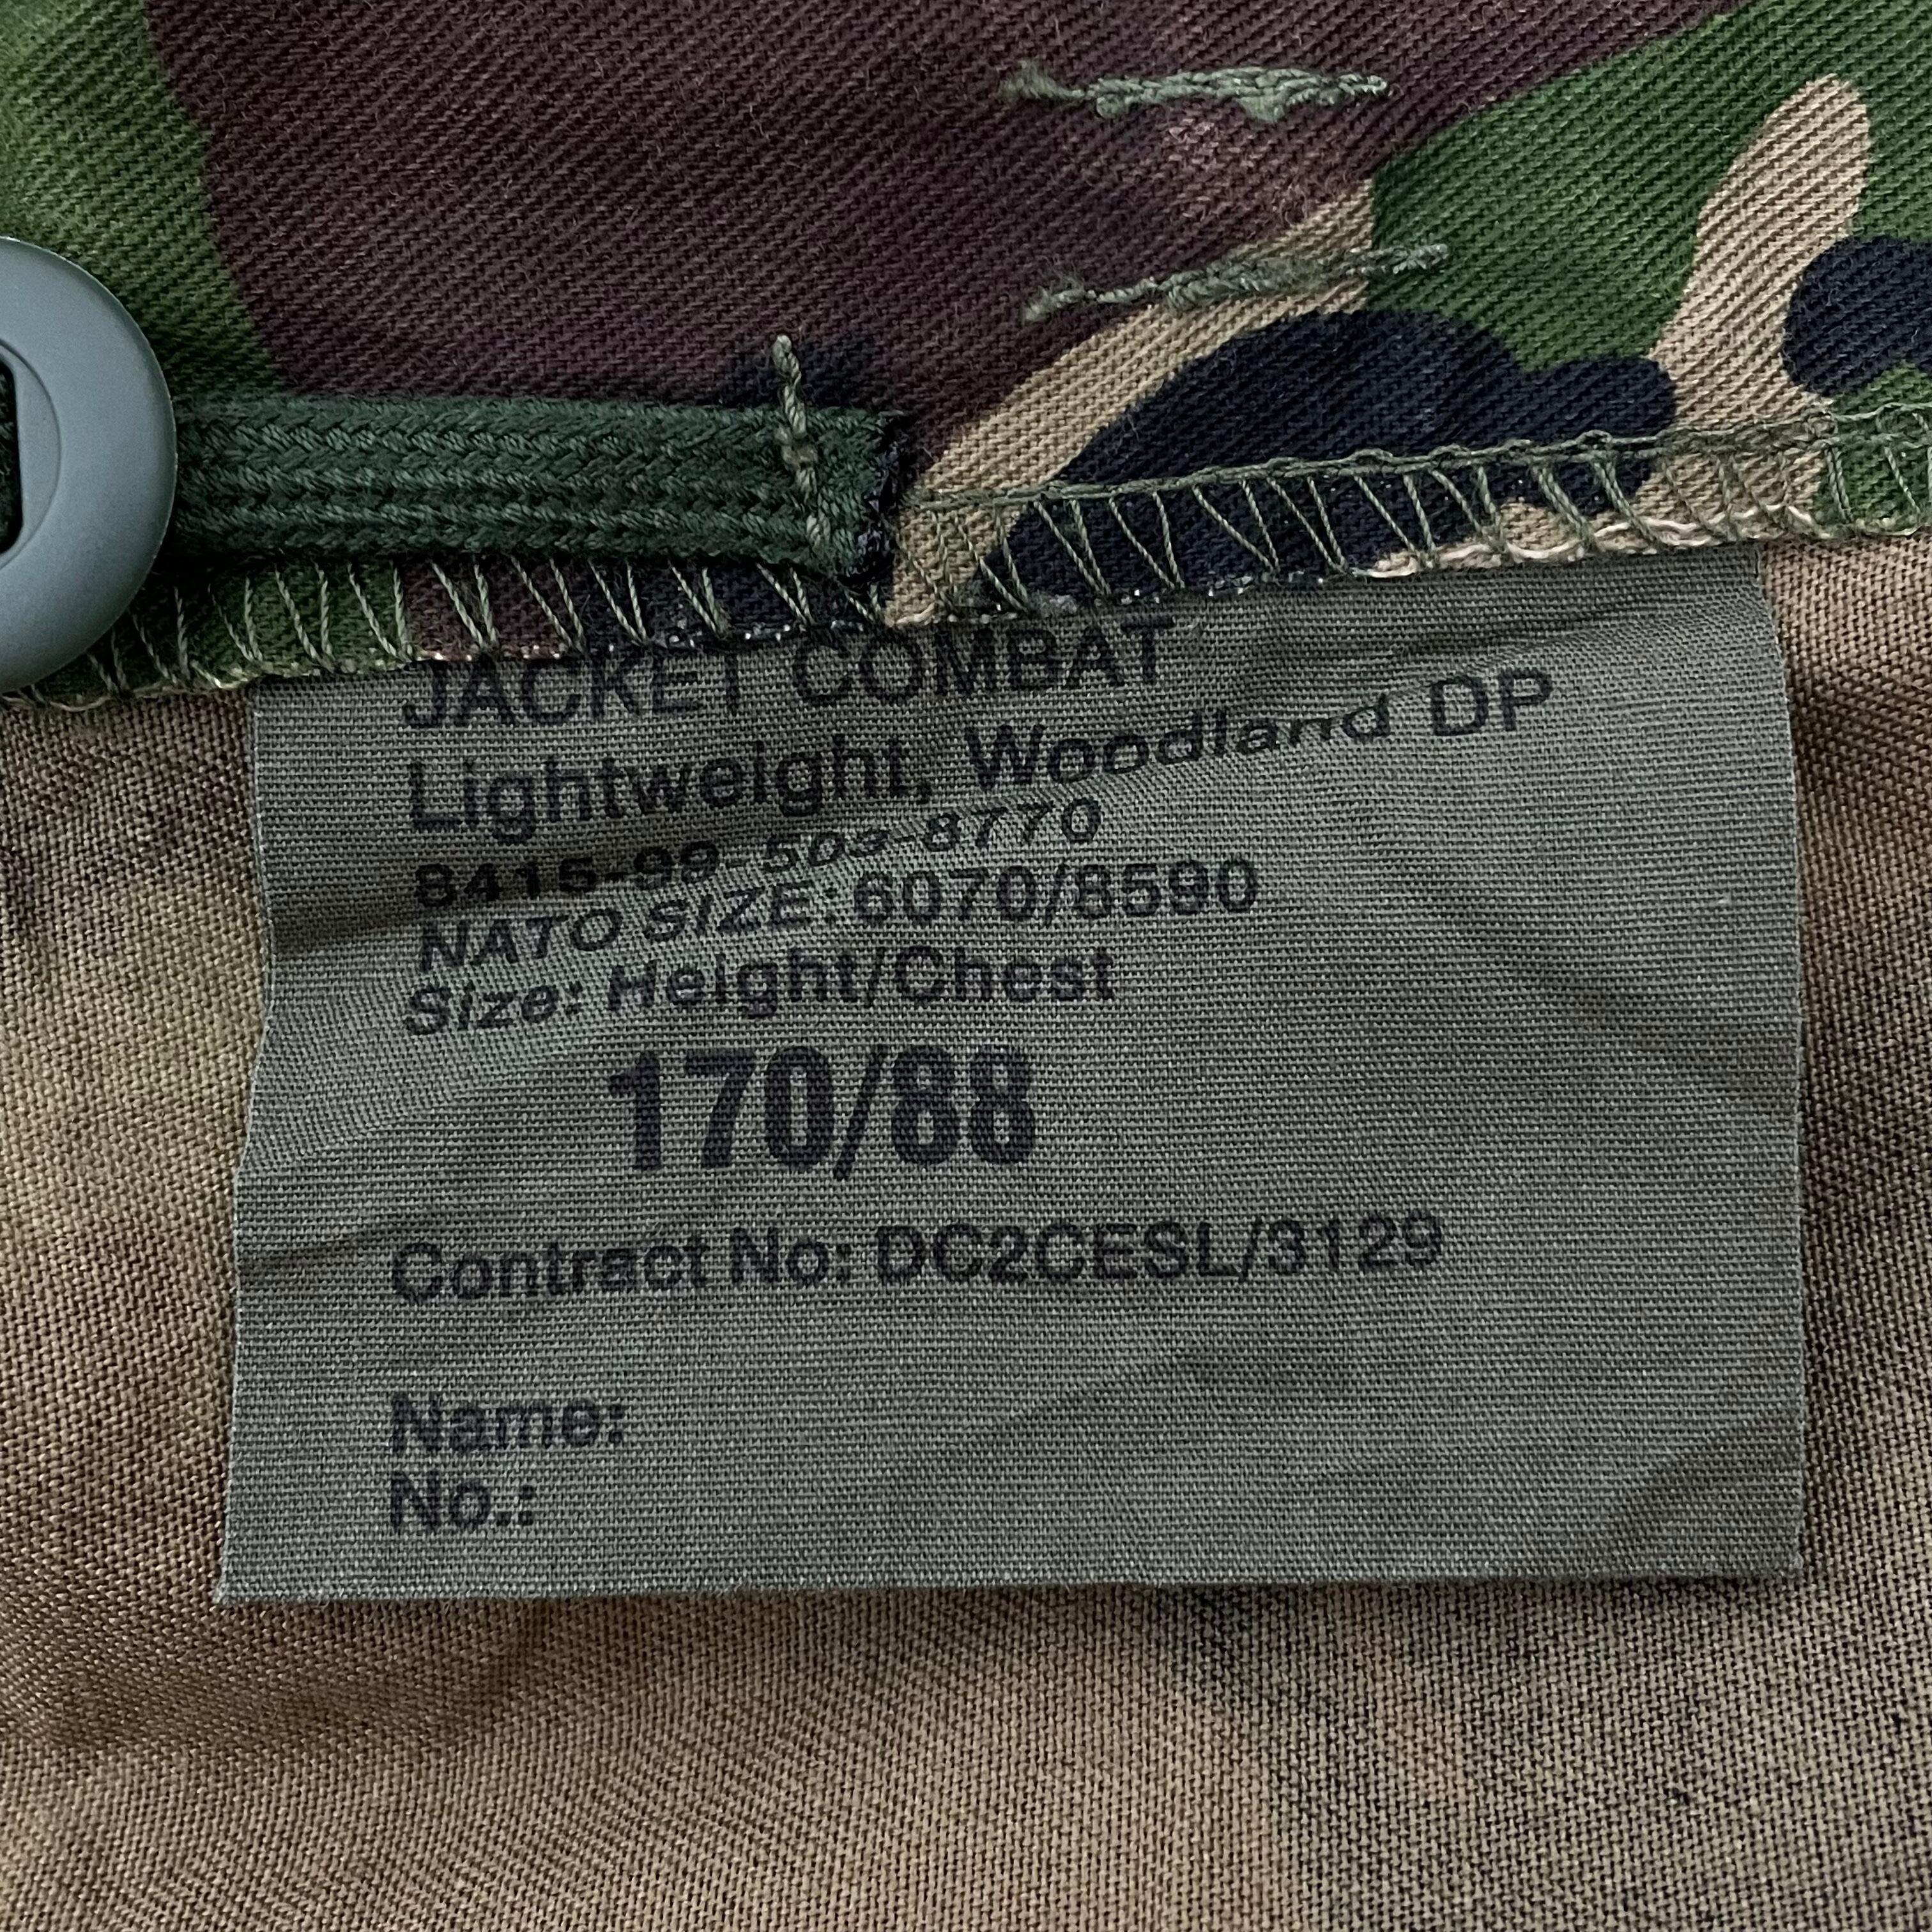 JACKET COMBAT
Lightweight, Woodland DP
8415-99-503-8770
NATO SIZE:6070/8590
Size: Height/Chest
170/88
Contract No: DC2CESL/3129
Name:
No.: